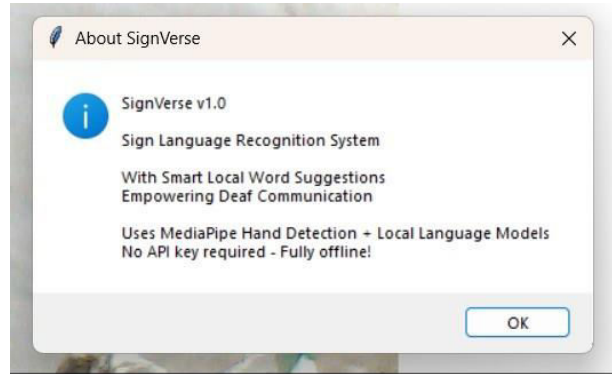 About SignVerse
SignVerse v1.0
Sign Language Recognition System
With Smart Local Word Suggestions
Empowering Deaf Communication
Uses MediaPipe Hand Detection + Local Language Models
No API key required - Fully offline!
OK